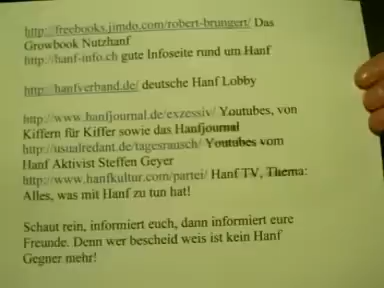 http://freebooks.jimdo.com/robert-brungert/ Das
Growbook Nutzhanf
http://hanf-info.ch gute Infoseite rund um Hanf
http://hanfverband.de/ deutsche Hanf Lobby
http://www.hanfjournal.de/exzessiv/ Youtubes, von
Kiffern für Kiffer sowie das Hanfjournal
http://usualredant.de/tagesrausch/ Youtubes vom
Hanf Aktivist Steffen Geyer
http://www.hanfkultur.com/partei/ Hanf TV, Thema:
Alles, was mit Hanf zu tun hat!
Schaut rein, informiert euch, dann informiert eure
Freunde. Denn wer bescheid weis ist kein Hanf
Gegner mehr!